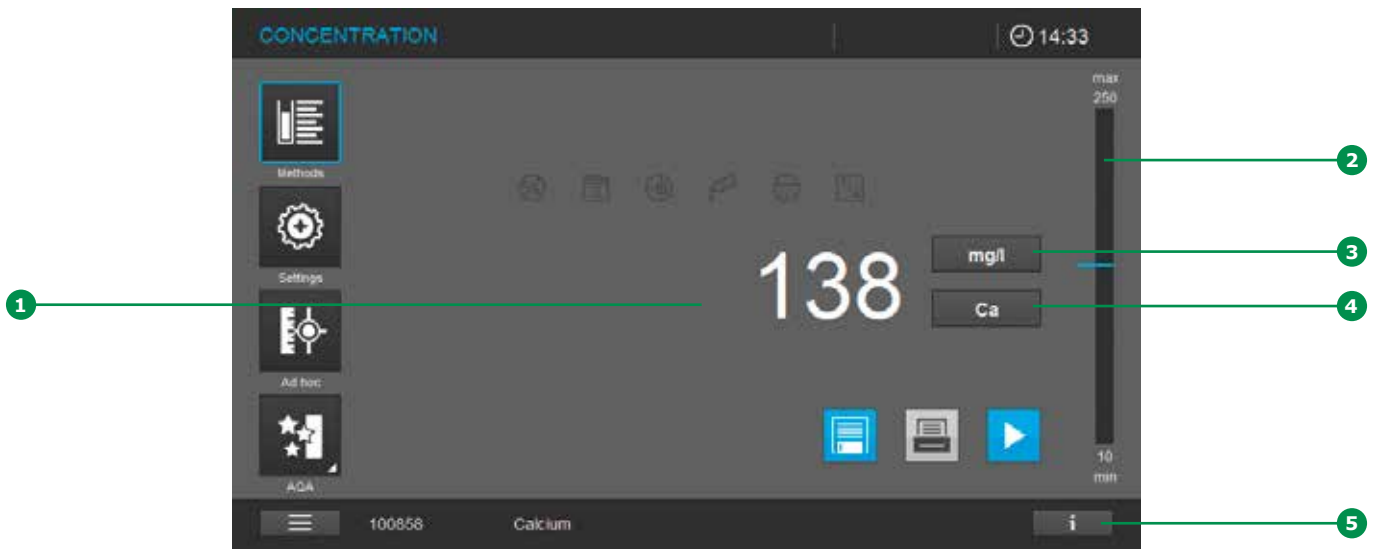 CONCENTRATION
14:33
max
250
Methods
2
mg/l
3
Settings
138
1
Ca
4
Ad hoc
10
min
AQA
100858
Calcium
i
5